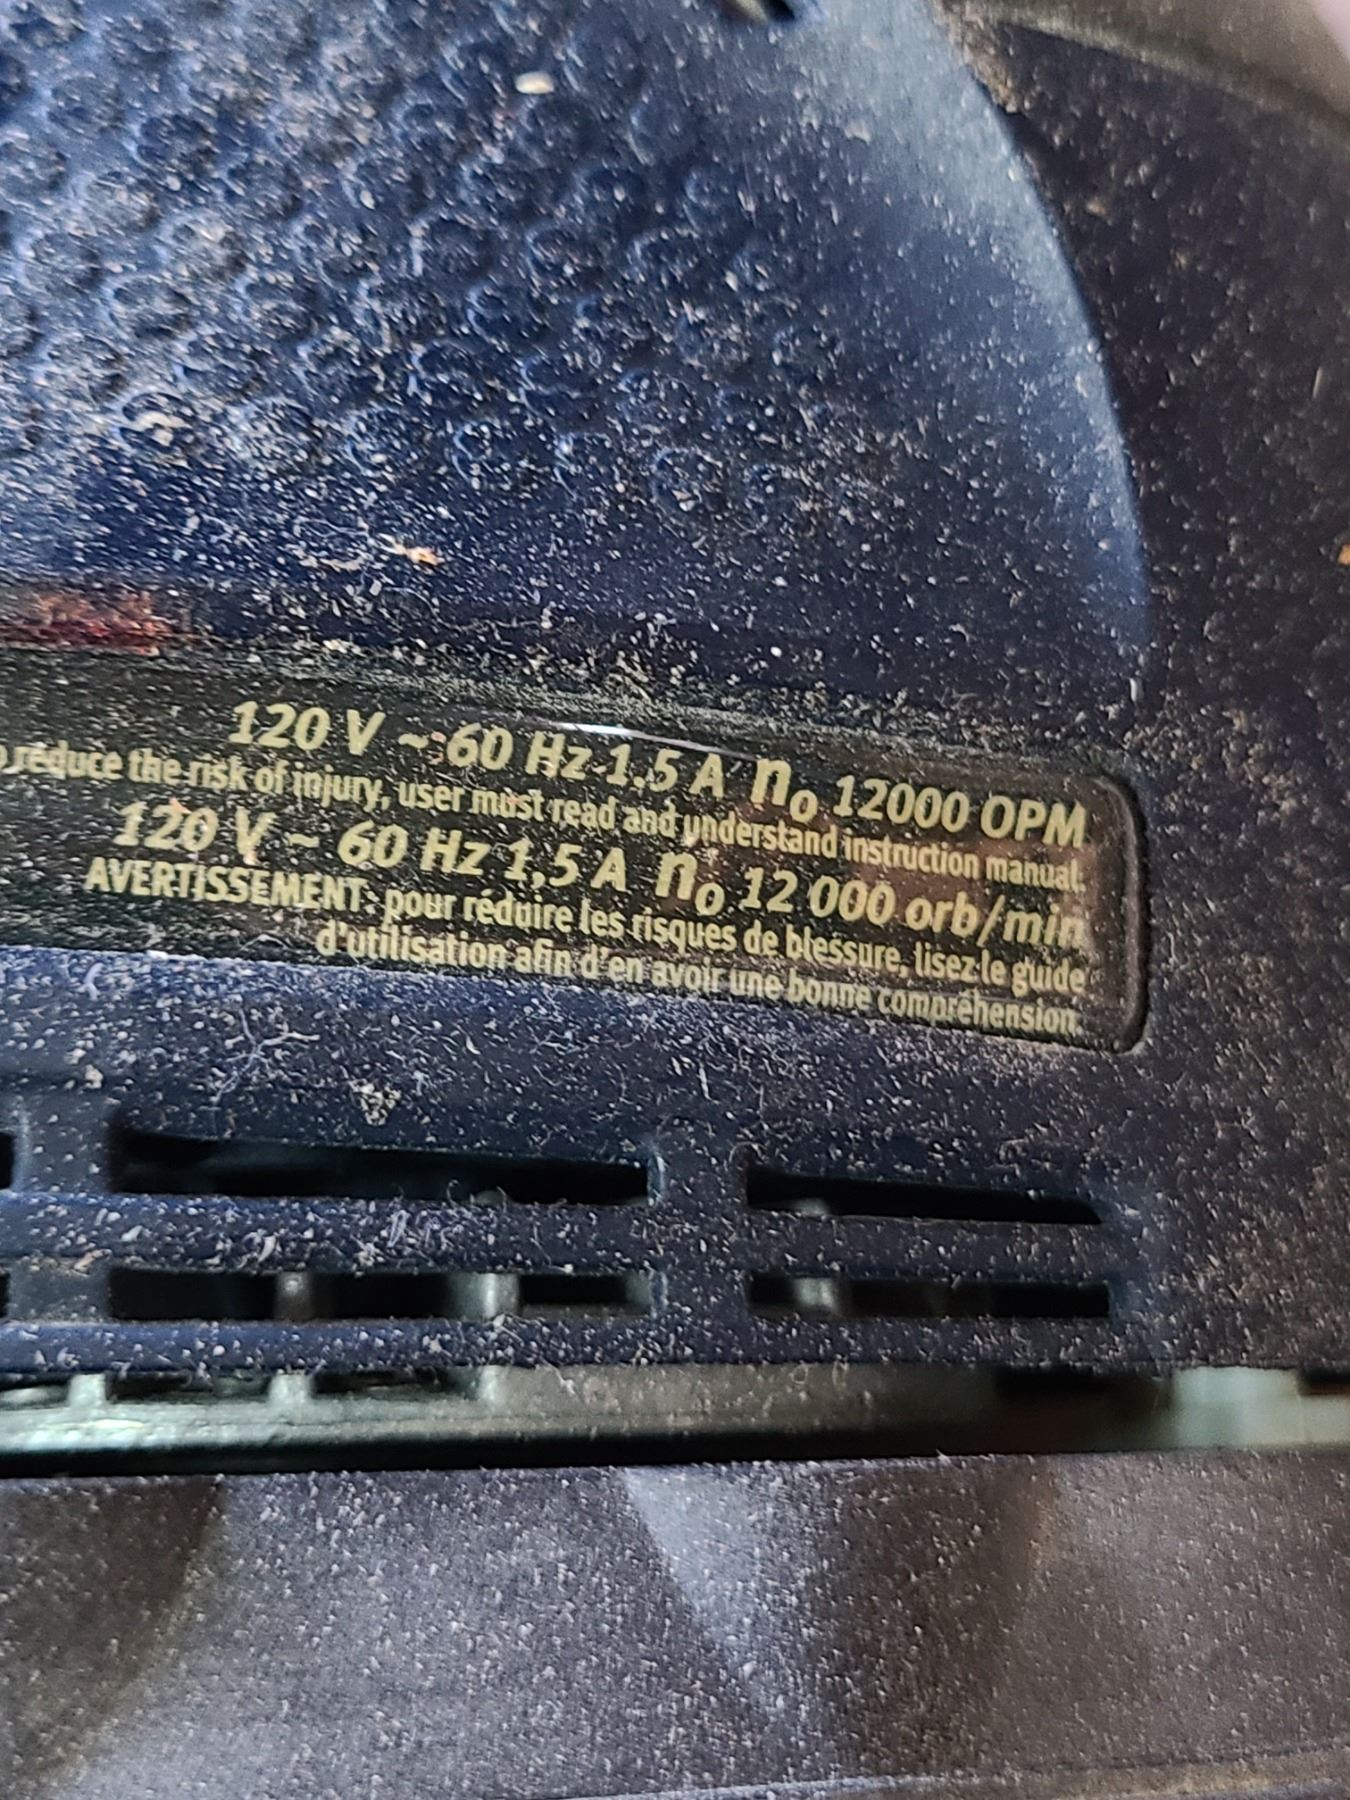 120 V ~ 60 Hz 1.5 A no 12000 OPM
reduce the risk of injury, user must read and understand instruction manual.
120 V ~ 60 Hz 1,5 A no 12 000 orb/min
AVERTISSEMENT: pour réduire les risques de blessure, lisez le guide
d'utilisation afin d'en avoir une bonne compréhension.